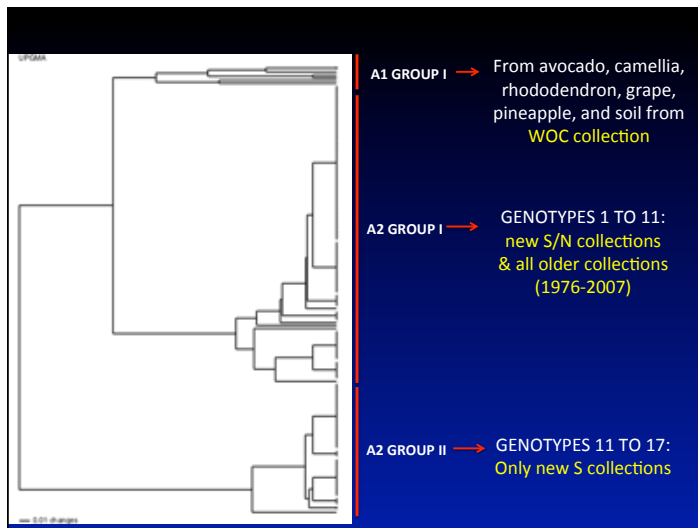 UPGMA
A1 GROUP I
From avocado, camellia,
rhododendron, grape,
pineapple, and soil from
WOC collection
A2 GROUP I
GENOTYPES 1 TO 11:
new S/N collections
& all older collections
(1976-2007)
A2 GROUP II
GENOTYPES 11 TO 17:
Only new S collections
0.01 changes